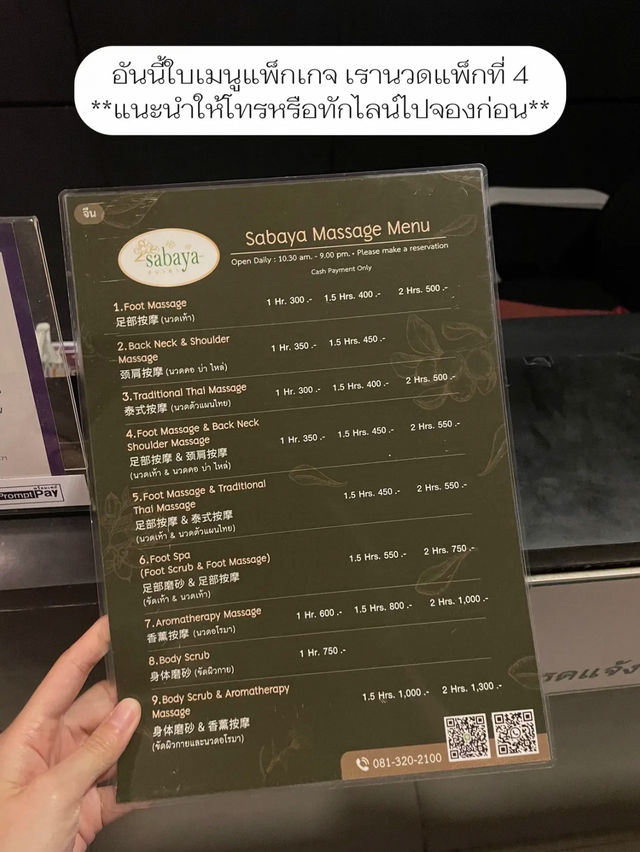 อันนี้ใบเมนูแพ็กเกจ เรานวดแพ็กที่ 4
**แนะนำให้โทรหรือทักไลน์ไปจองก่อน**
จีน
sabaya
สบายา
Sabaya Massage Menu
Open Daily : 10.30 am. - 9.00 pm. • Please make a reservation
Cash Payment Only
1.Foot Massage 1 Hr. 300 .- 1.5 Hrs. 400 .- 2 Hrs. 500 .-
足部按摩 (นวดเท้า)
2.Back Neck & Shoulder
Massage 1 Hr. 350 .- 1.5 Hrs. 450 .-
颈肩按摩 (นวดคอ บ่า ไหล่)
3.Traditional Thai Massage 1 Hr. 300 .- 1.5 Hrs. 400 .- 2 Hrs. 500 .-
泰式按摩 (นวดตัวแผนไทย)
4.Foot Massage & Back Neck
Shoulder Massage 1 Hr. 350 .- 1.5 Hrs. 450 .- 2 Hrs. 550 .-
足部按摩 & 颈肩按摩
(นวดเท้า & นวดคอ บ่า ไหล่)
5.Foot Massage & Traditional
Thai Massage 1.5 Hrs. 450 .- 2 Hrs. 550 .-
足部按摩 & 泰式按摩
(นวดเท้า & นวดตัวแผนไทย)
6.Foot Spa
(Foot Scrub & Foot Massage) 1.5 Hrs. 550 .- 2 Hrs. 750 .-
足部磨砂 & 足部按摩
(ขัดเท้า & นวดเท้า)
7.Aromatherapy Massage 1 Hr. 600 .- 1.5 Hrs. 800 .- 2 Hrs. 1,000 .-
香薰按摩 (นวดอโรมา)
8.Body Scrub 1 Hr. 750 .-
身体磨砂 (ขัดผิวกาย)
9.Body Scrub & Aromatherapy
Massage 1.5 Hrs. 1,000 .- 2 Hrs. 1,300 .-
身体磨砂 & 香薰按摩
(ขัดผิวกายและนวดอโรมา)
081-320-2100
PromptPay